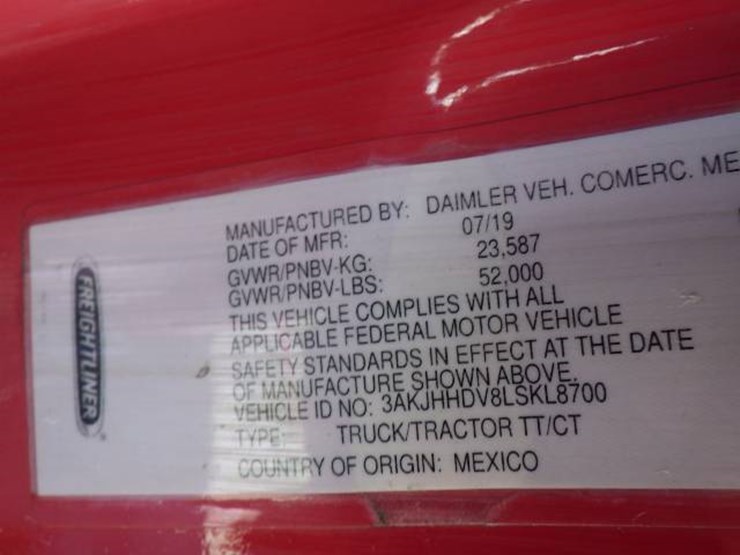 FREIGHTLINER
MANUFACTURED BY: DAIMLER VEH. COMERC. ME
DATE OF MFR: 07/19
GVWR/PNBV-KG: 23,587
GVWR/PNBV-LBS: 52,000
THIS VEHICLE COMPLIES WITH ALL
APPLICABLE FEDERAL MOTOR VEHICLE
SAFETY STANDARDS IN EFFECT AT THE DATE
OF MANUFACTURE SHOWN ABOVE.
VEHICLE ID NO: 3AKJHHDV8LSKL8700
TYPE: TRUCK/TRACTOR TT/CT
COUNTRY OF ORIGIN: MEXICO